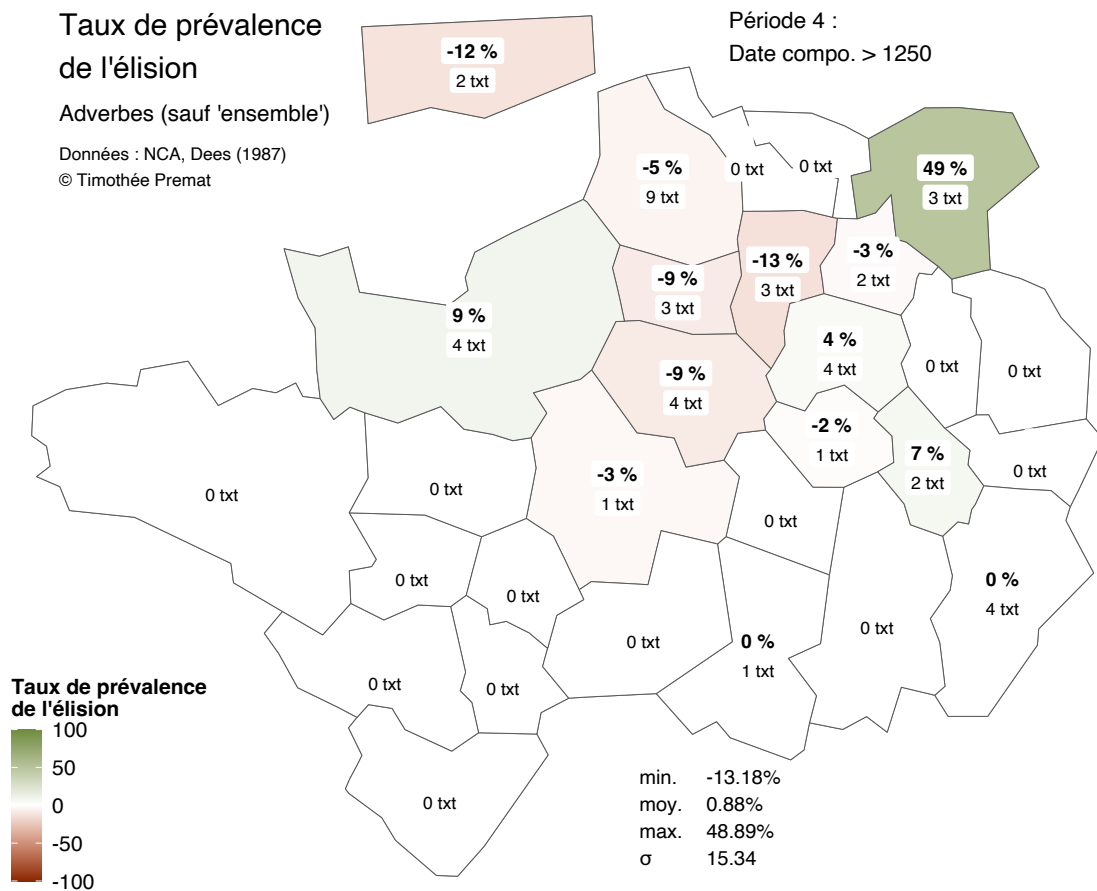 Taux de prévalence
de l'élision
Adverbes (sauf 'ensemble')
Données : NCA, Dees (1987)
© Timothée Premat
Période 4 :
Date compo. > 1250
-12 %
2 txt
-5 %
9 txt
0 txt
0 txt
49 %
3 txt
-9 %
3 txt
-13 %
3 txt
-3 %
2 txt
9 %
4 txt
4 %
4 txt
0 txt
0 txt
-9 %
4 txt
-2 %
1 txt
7 %
2 txt
0 txt
0 txt
0 txt
-3 %
1 txt
0 txt
0 txt
0 txt
0 %
4 txt
0 txt
0 %
1 txt
0 txt
0 txt
0 txt
0 txt
Taux de prévalence
de l'élision
100
50
0
-50
-100
min. -13.18%
moy. 0.88%
max. 48.89%
σ 15.34